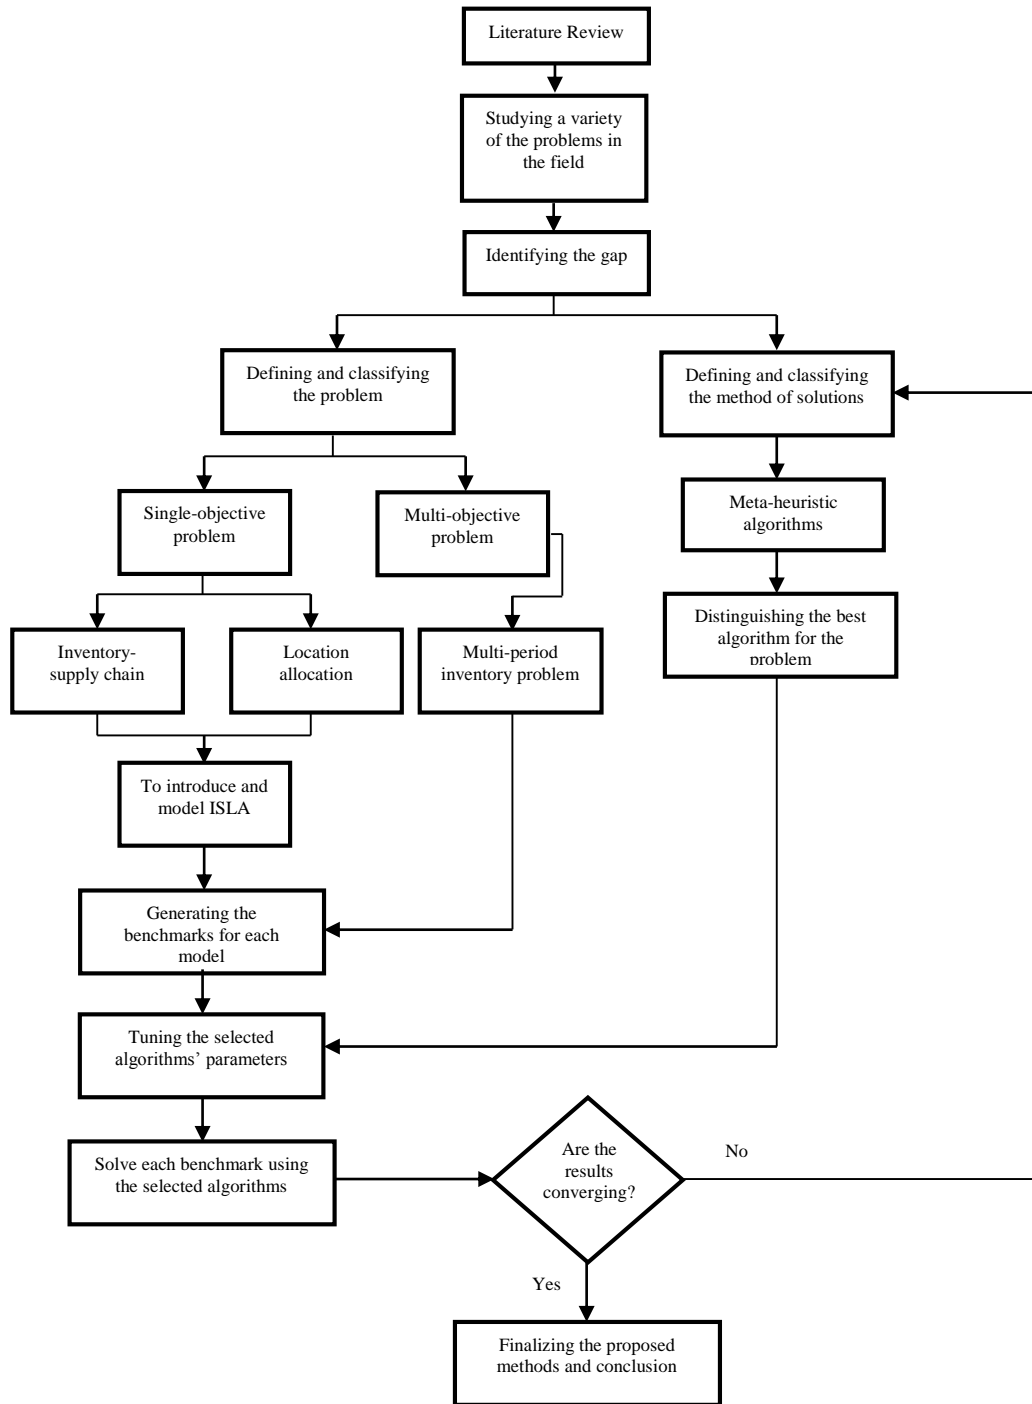 Literature Review
Studying a variety
of the problems in
the field
Identifying the gap
Defining and classifying
the problem
Defining and classifying
the method of solutions
Single-objective
problem
Multi-objective
problem
Meta-heuristic
algorithms
Inventory-
supply chain
Location
allocation
Multi-period
inventory problem
Distinguishing the best
algorithm for the
problem
To introduce and
model ISLA
Generating the
benchmarks for each
model
Tuning the selected
algorithms’ parameters
Solve each benchmark using
the selected algorithms
Are the
results
converging?
No
Yes
Finalizing the proposed
methods and conclusion